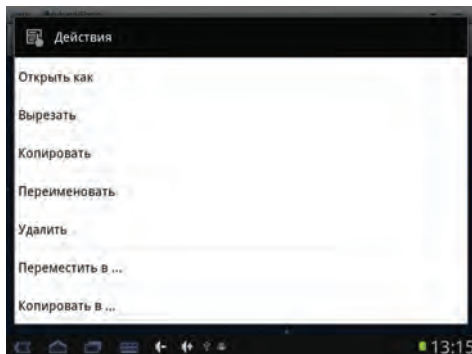 Действия
Открыть как
Вырезать
Копировать
Переименовать
Удалить
Переместить в ...
Копировать в ...
13:15